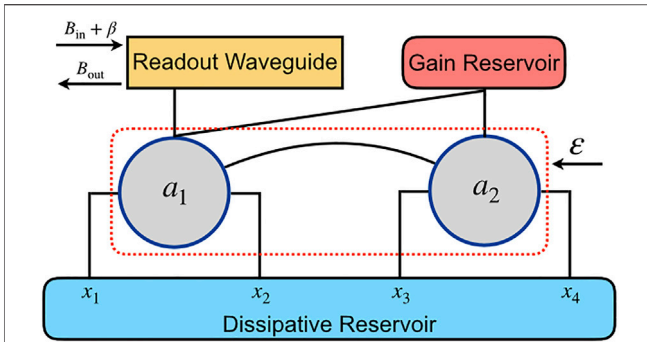 B_in + β
B_out
Readout Waveguide
Gain Reservoir
a_1
a_2
ε
x_1 x_2 x_3 x_4
Dissipative Reservoir